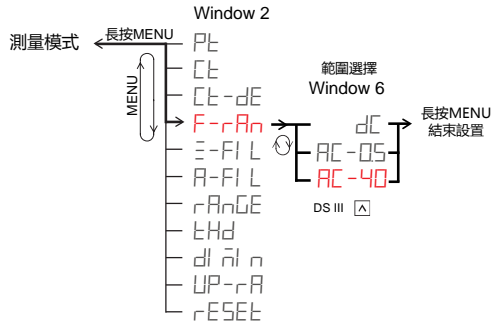 Window 2
測量模式
長按MENU
MENU
Pt
Ct
Ct-dE
F-rAn
Ξ-FIL
A-FIL
rAnGE
tHd
dI mI n
UP-rA
rESEt
範圍選擇
Window 6
dC
AC-0.5
AC-40
長按MENU
結束設置
DS III